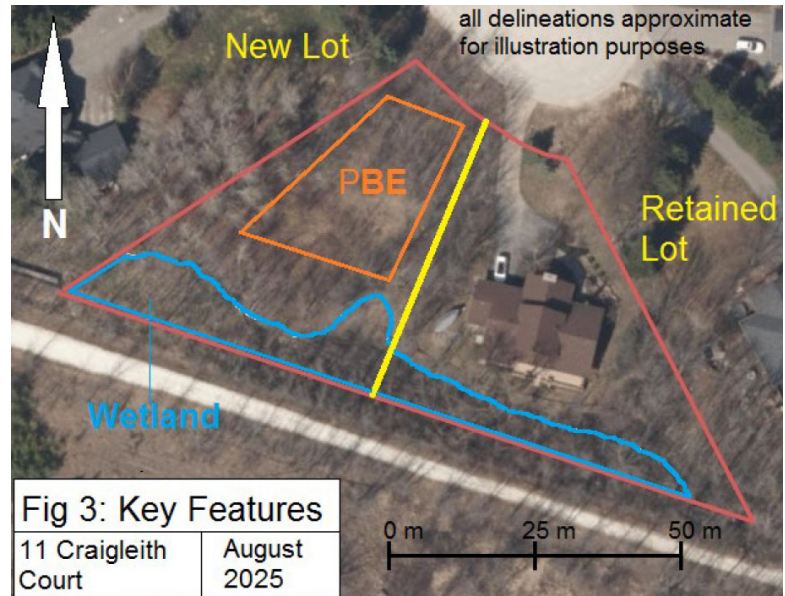 all delineations approximate
for illustration purposes
New Lot
PBE
N
Retained
Lot
Wetland
Fig 3: Key Features
11 Craigleith
Court
August
2025
0 m
25 m
50 m